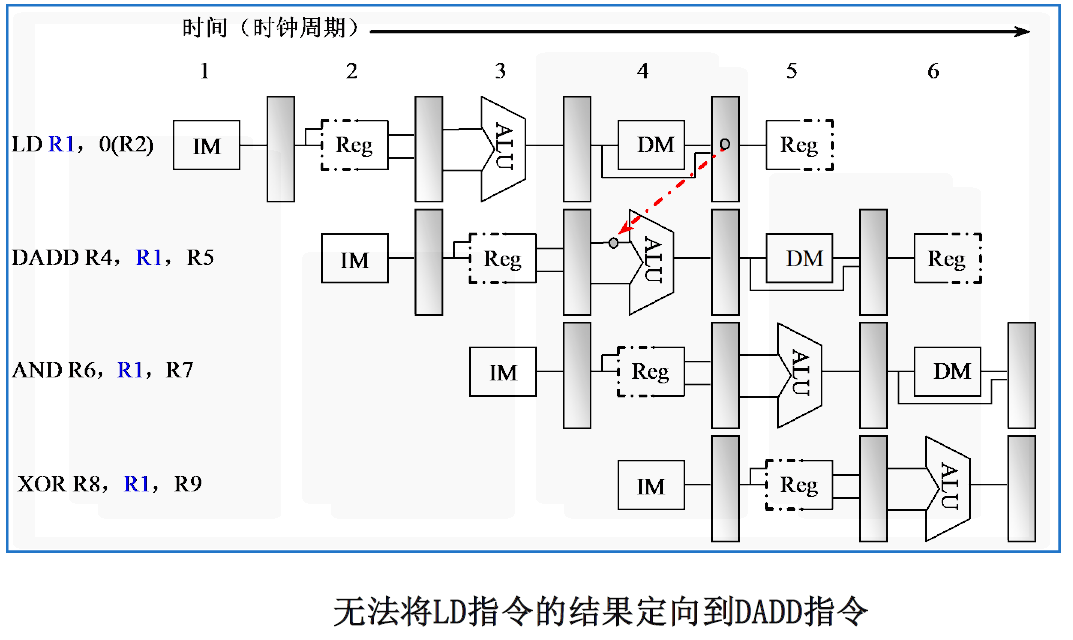 时间（时钟周期）
1 2 3 4 5 6
LD R1，0(R2) IM Reg ALU DM Reg
DADD R4，R1，R5 IM Reg ALU DM Reg
AND R6，R1，R7 IM Reg ALU DM
XOR R8，R1，R9 IM Reg ALU
无法将LD指令的结果定向到DADD指令